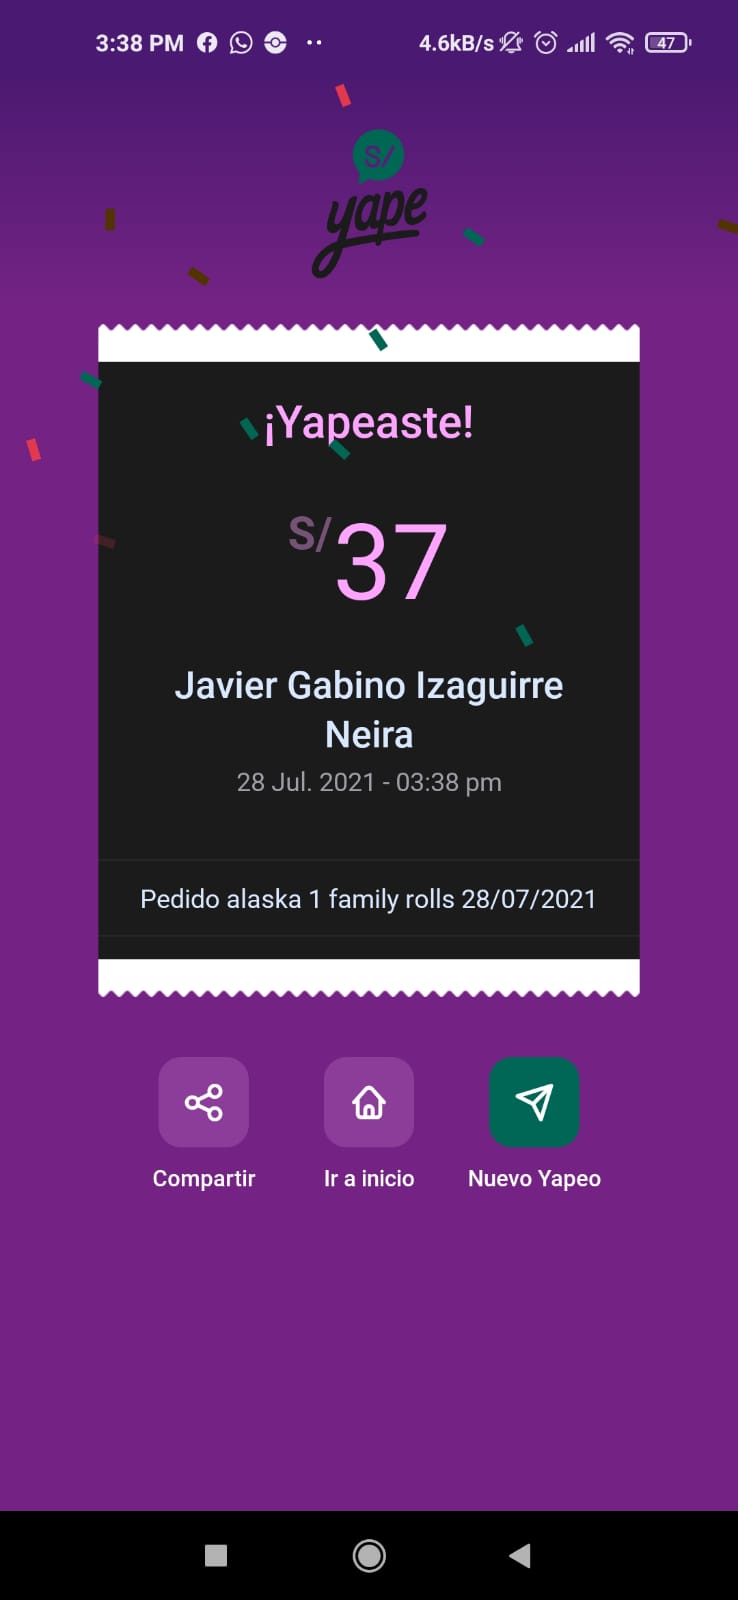 3:38 PM
4.6kB/s
47
S/
yape
¡Yapeaste!
S/37
Javier Gabino Izaguirre
Neira
28 Jul. 2021 - 03:38 pm
Pedido alaska 1 family rolls 28/07/2021
Compartir
Ir a inicio
Nuevo Yapeo